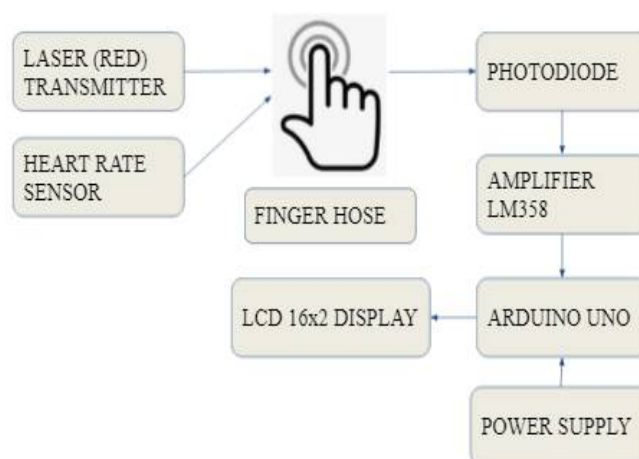 LASER (RED)
TRANSMITTER
PHOTODIODE
HEART RATE
SENSOR
AMPLIFIER
LM358
FINGER HOSE
LCD 16x2 DISPLAY
ARDUINO UNO
POWER SUPPLY